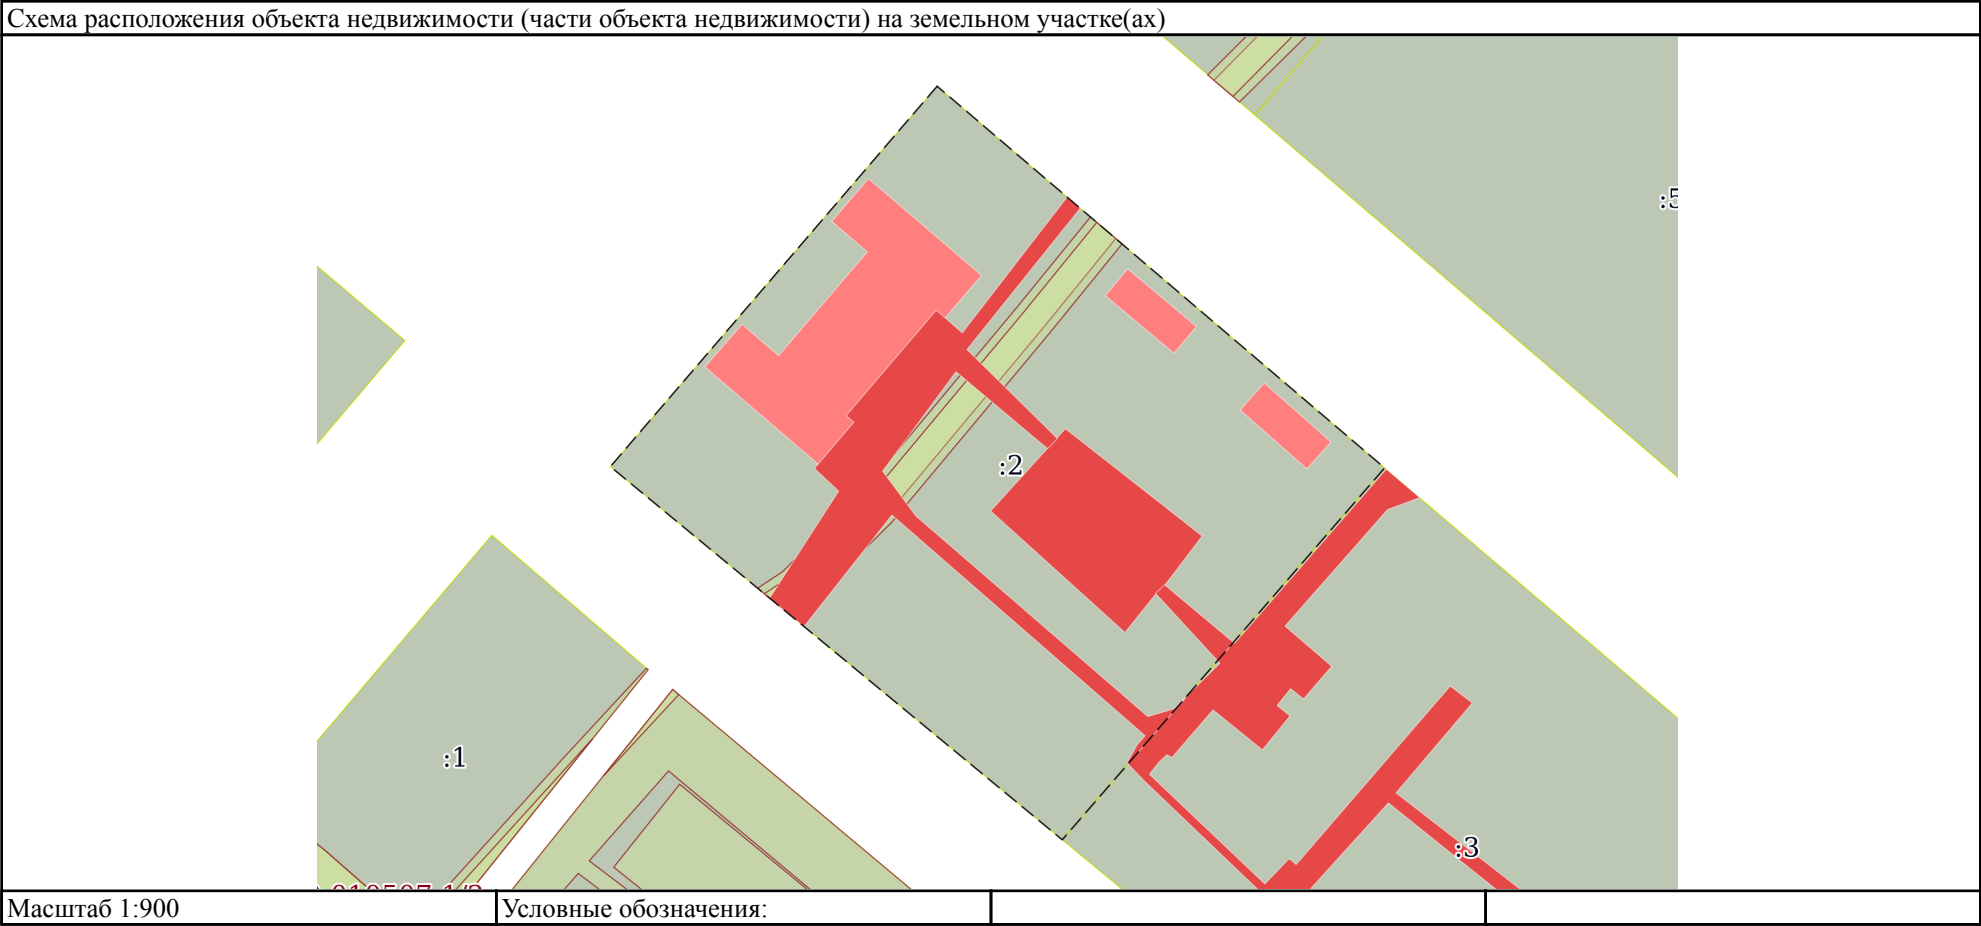 Схема расположения объекта недвижимости (части объекта недвижимости) на земельном участке(ах)
:5
:2
:1
:3
Масштаб 1:900
Условные обозначения: